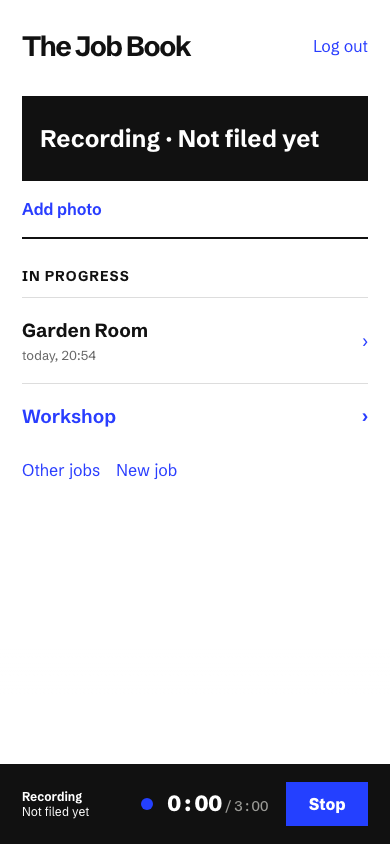 The Job Book
Log out
Recording · Not filed yet
Add photo
IN PROGRESS
Garden Room
today, 20:54
›
Workshop
›
Other jobs New job
Recording
Not filed yet
0:00 / 3:00
Stop